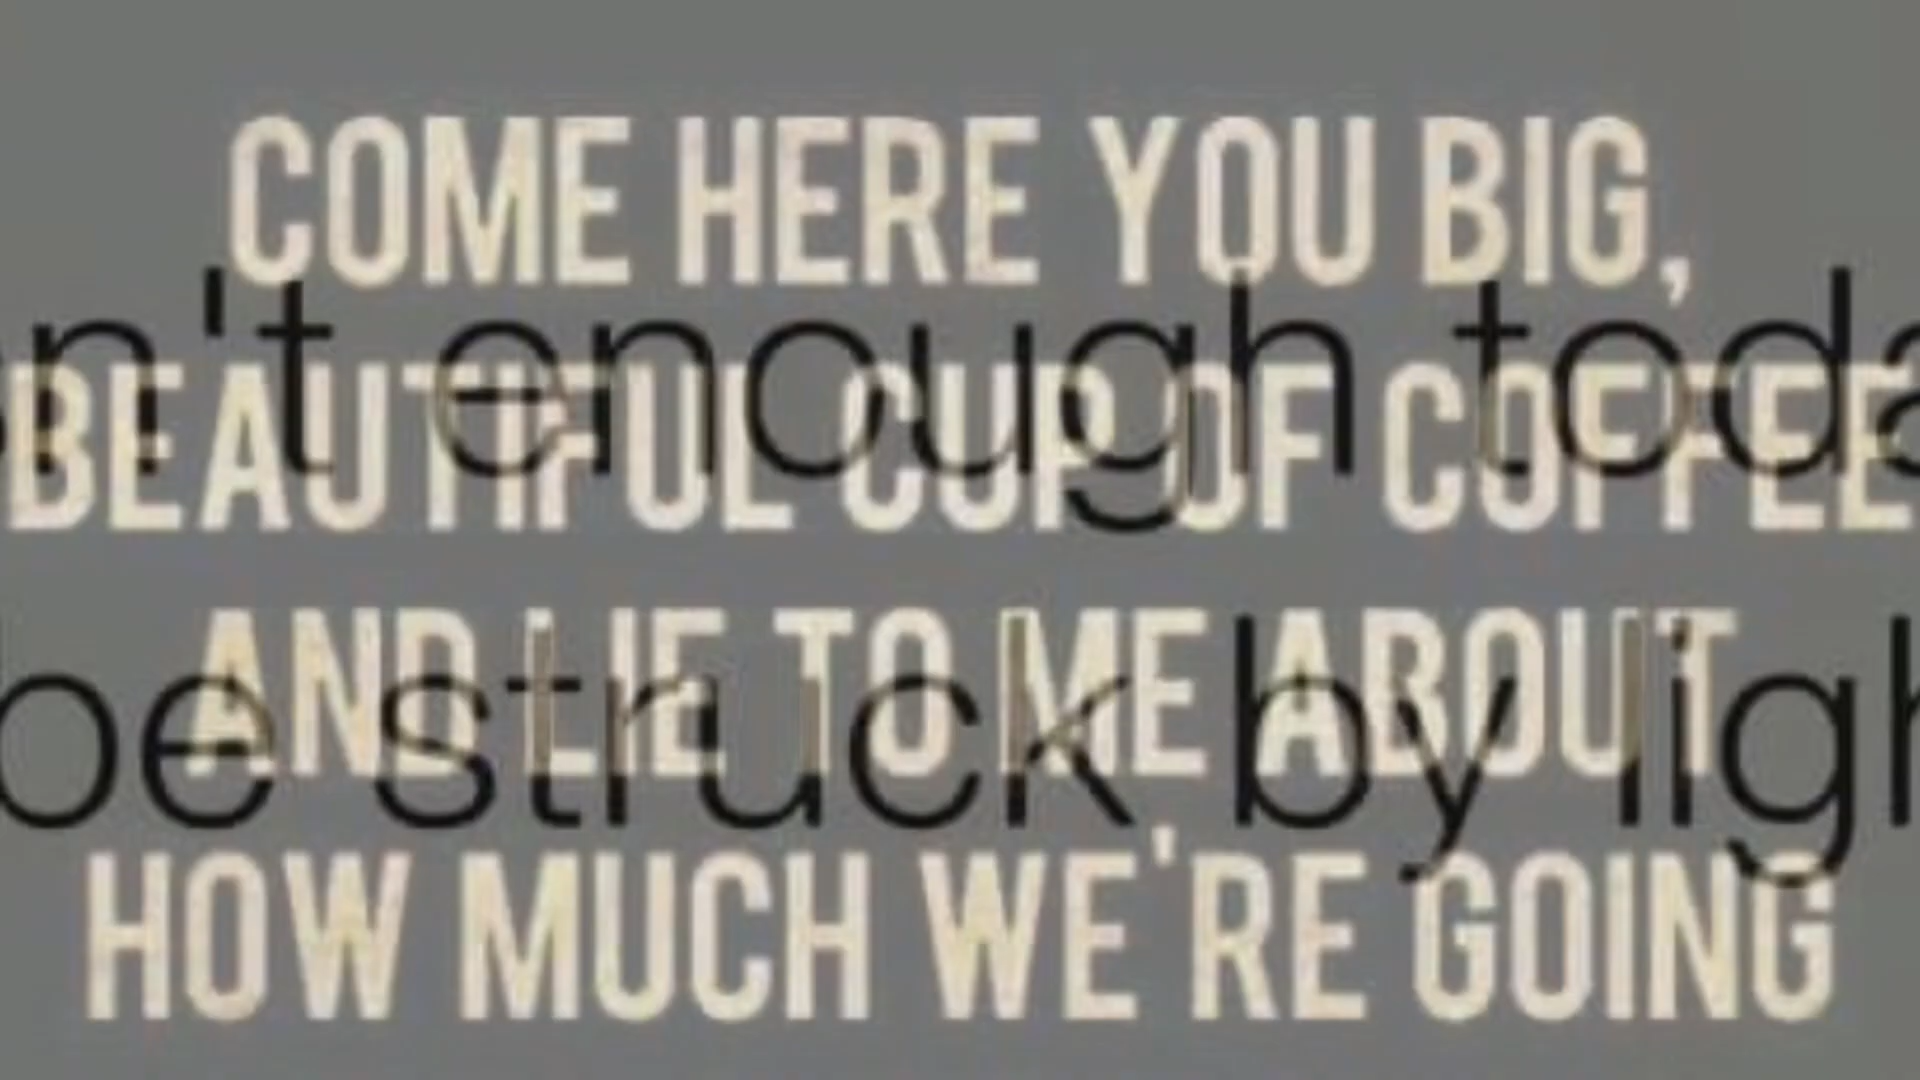 COME HERE YOU BIG,
n't enough toda
BEAUTIFUL CUP OF COFFEE
AND LIE TO ME ABOUT
be struck by ligh
HOW MUCH WE'RE GOING